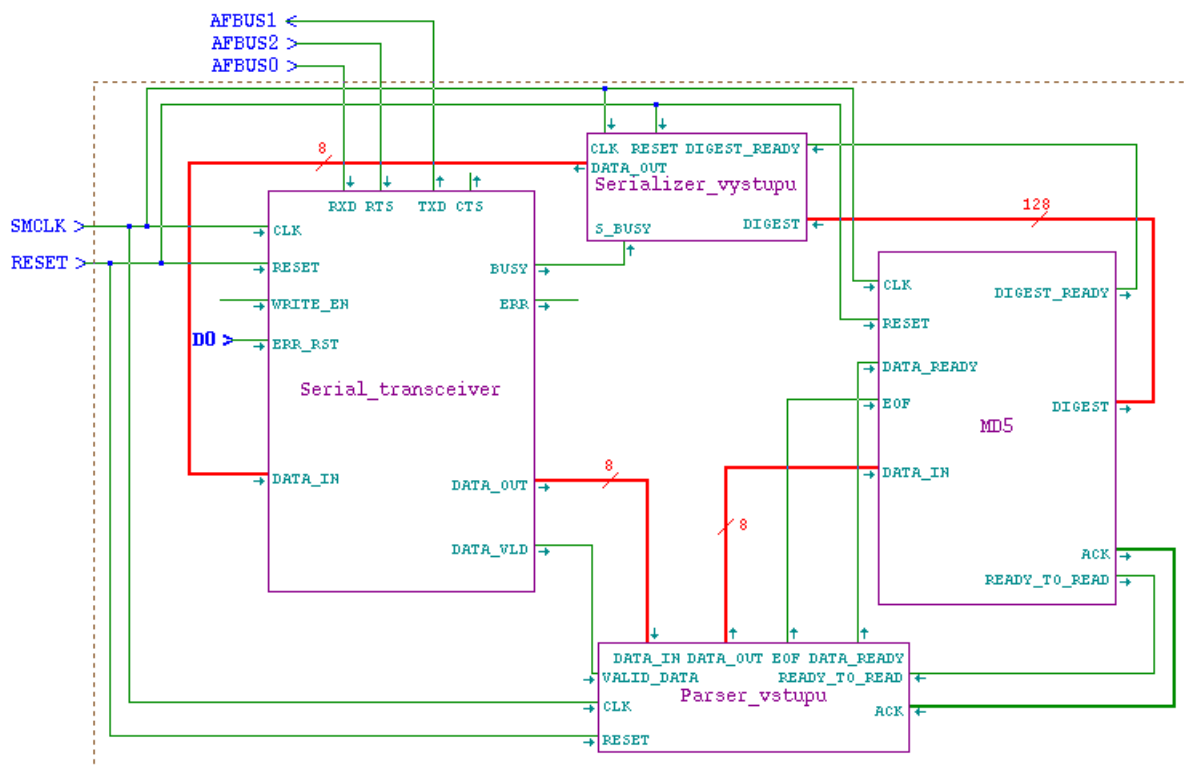 AFBUS1
AFBUS2
AFBUS0
8
CLK RESET DIGEST_READY
DATA_OUT
Serializer_vystupu
S_BUSY DIGEST
128
RXD RTS TXD CTS
SMCLK
CLK
RESET
RESET
BUSY
WRITE_EN
ERR
D0
ERR_RST
Serial_transceiver
DATA_IN
DATA_OUT
8
DATA_VLD
CLK
DIGEST_READY
RESET
DATA_READY
EOF
DIGEST
MD5
DATA_IN
8
ACK
READY_TO_READ
DATA_IN DATA_OUT EOF DATA_READY
VALID_DATA READY_TO_READ
Parser_vstupu
CLK
ACK
RESET